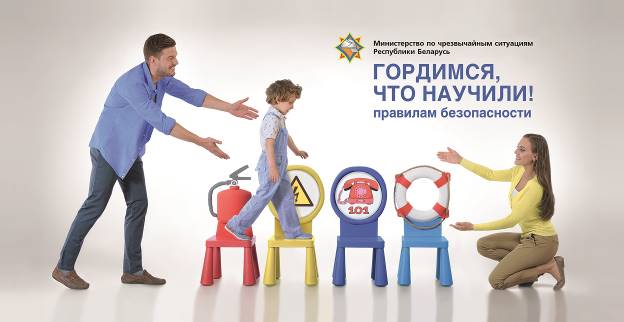 Министерство по чрезвычайным ситуациям
Республики Беларусь
ГОРДИМСЯ,
ЧТО НАУЧИЛИ!
правилам безопасности
101